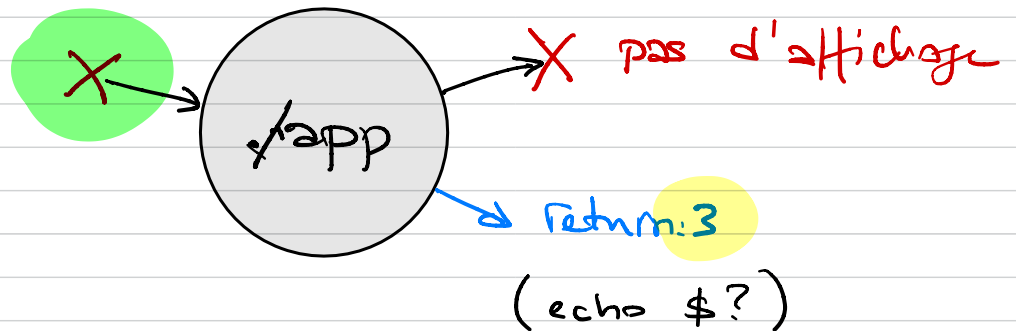 X
./app
X pas d'affichage
return: 3
(echo $?)